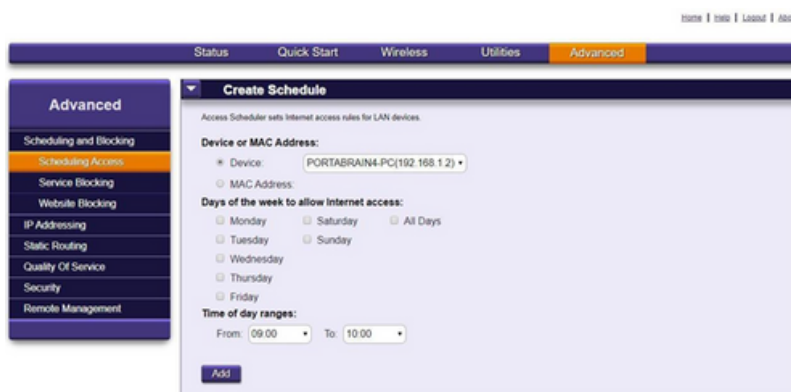 Home | Help | Logout |
Status Quick Start Wireless Utilities Advanced
Advanced
Scheduling and Blocking
Scheduling Access
Service Blocking
Website Blocking
IP Addressing
Static Routing
Quality Of Service
Security
Remote Management
Create Schedule
Access Scheduler sets Internet access rules for LAN devices.
Device or MAC Address:
Device: PORTABRAIN4-PC(192.168.1.2)
MAC Address:
Days of the week to allow Internet access:
Monday Saturday All Days
Tuesday Sunday
Wednesday
Thursday
Friday
Time of day ranges:
From: 09:00 To: 10:00
Add